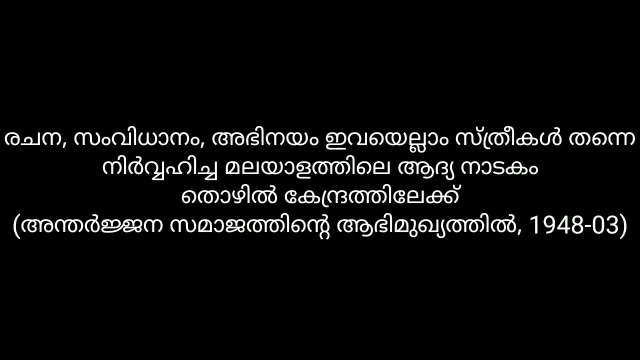 രചന, സംവിധാനം, അഭിനയം ഇവയെല്ലാം സ്ത്രീകൾ തന്നെ
നിർവ്വഹിച്ച മലയാളത്തിലെ ആദ്യ നാടകം
തൊഴിൽ കേന്ദ്രത്തിലേക്ക്
(അന്തർജ്ജന സമാജത്തിന്റെ ആഭിമുഖ്യത്തിൽ, 1948-03)